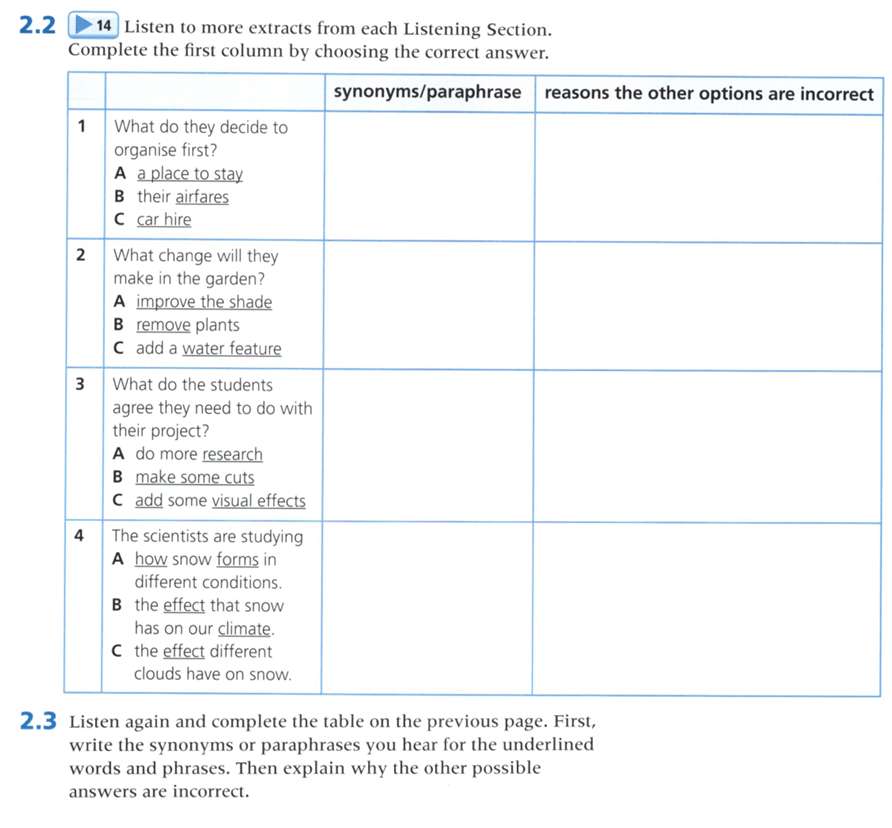 2.2 14 Listen to more extracts from each Listening Section.
Complete the first column by choosing the correct answer.
synonyms/paraphrase reasons the other options are incorrect
1 What do they decide to
organise first?
A a place to stay
B their airfares
C car hire
2 What change will they
make in the garden?
A improve the shade
B remove plants
C add a water feature
3 What do the students
agree they need to do with
their project?
A do more research
B make some cuts
C add some visual effects
4 The scientists are studying
A how snow forms in
different conditions.
B the effect that snow
has on our climate.
C the effect different
clouds have on snow.
2.3 Listen again and complete the table on the previous page. First,
write the synonyms or paraphrases you hear for the underlined
words and phrases. Then explain why the other possible
answers are incorrect.